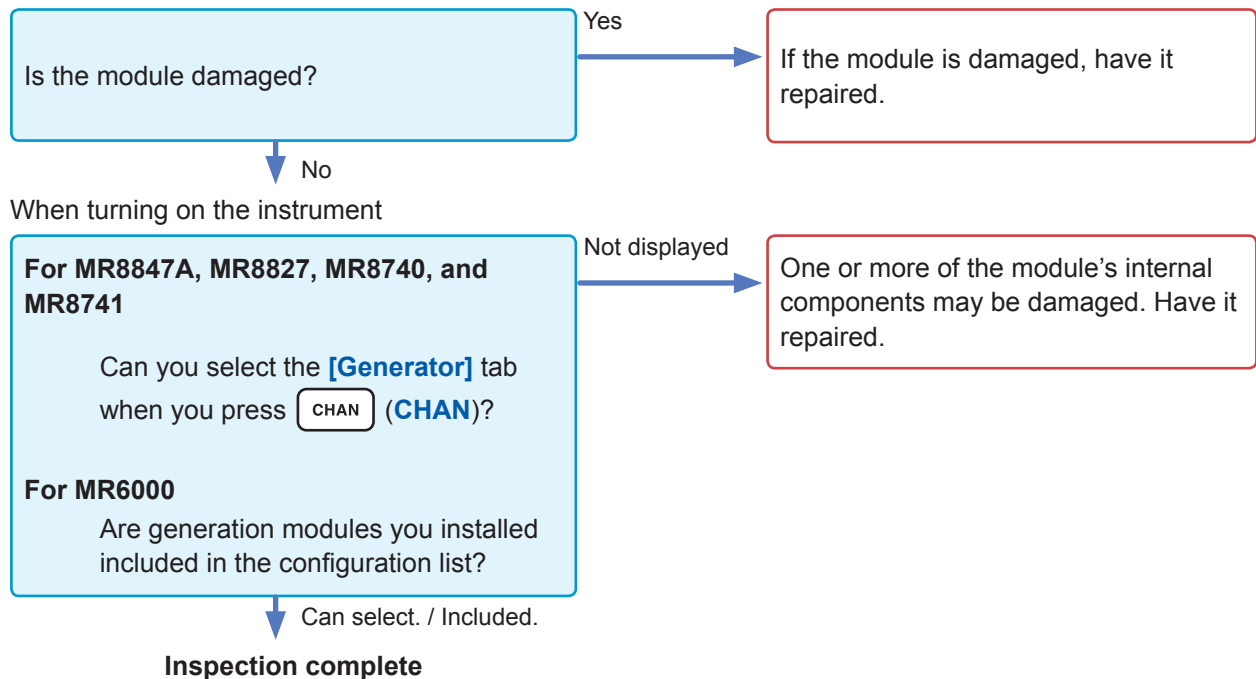 Is the module damaged?
Yes
If the module is damaged, have it
repaired.
No
When turning on the instrument
For MR8847A, MR8827, MR8740, and
MR8741
Can you select the [Generator] tab
when you press CHAN (CHAN)?
For MR6000
Are generation modules you installed
included in the configuration list?
Not displayed
One or more of the module’s internal
components may be damaged. Have it
repaired.
Can select. / Included.
Inspection complete